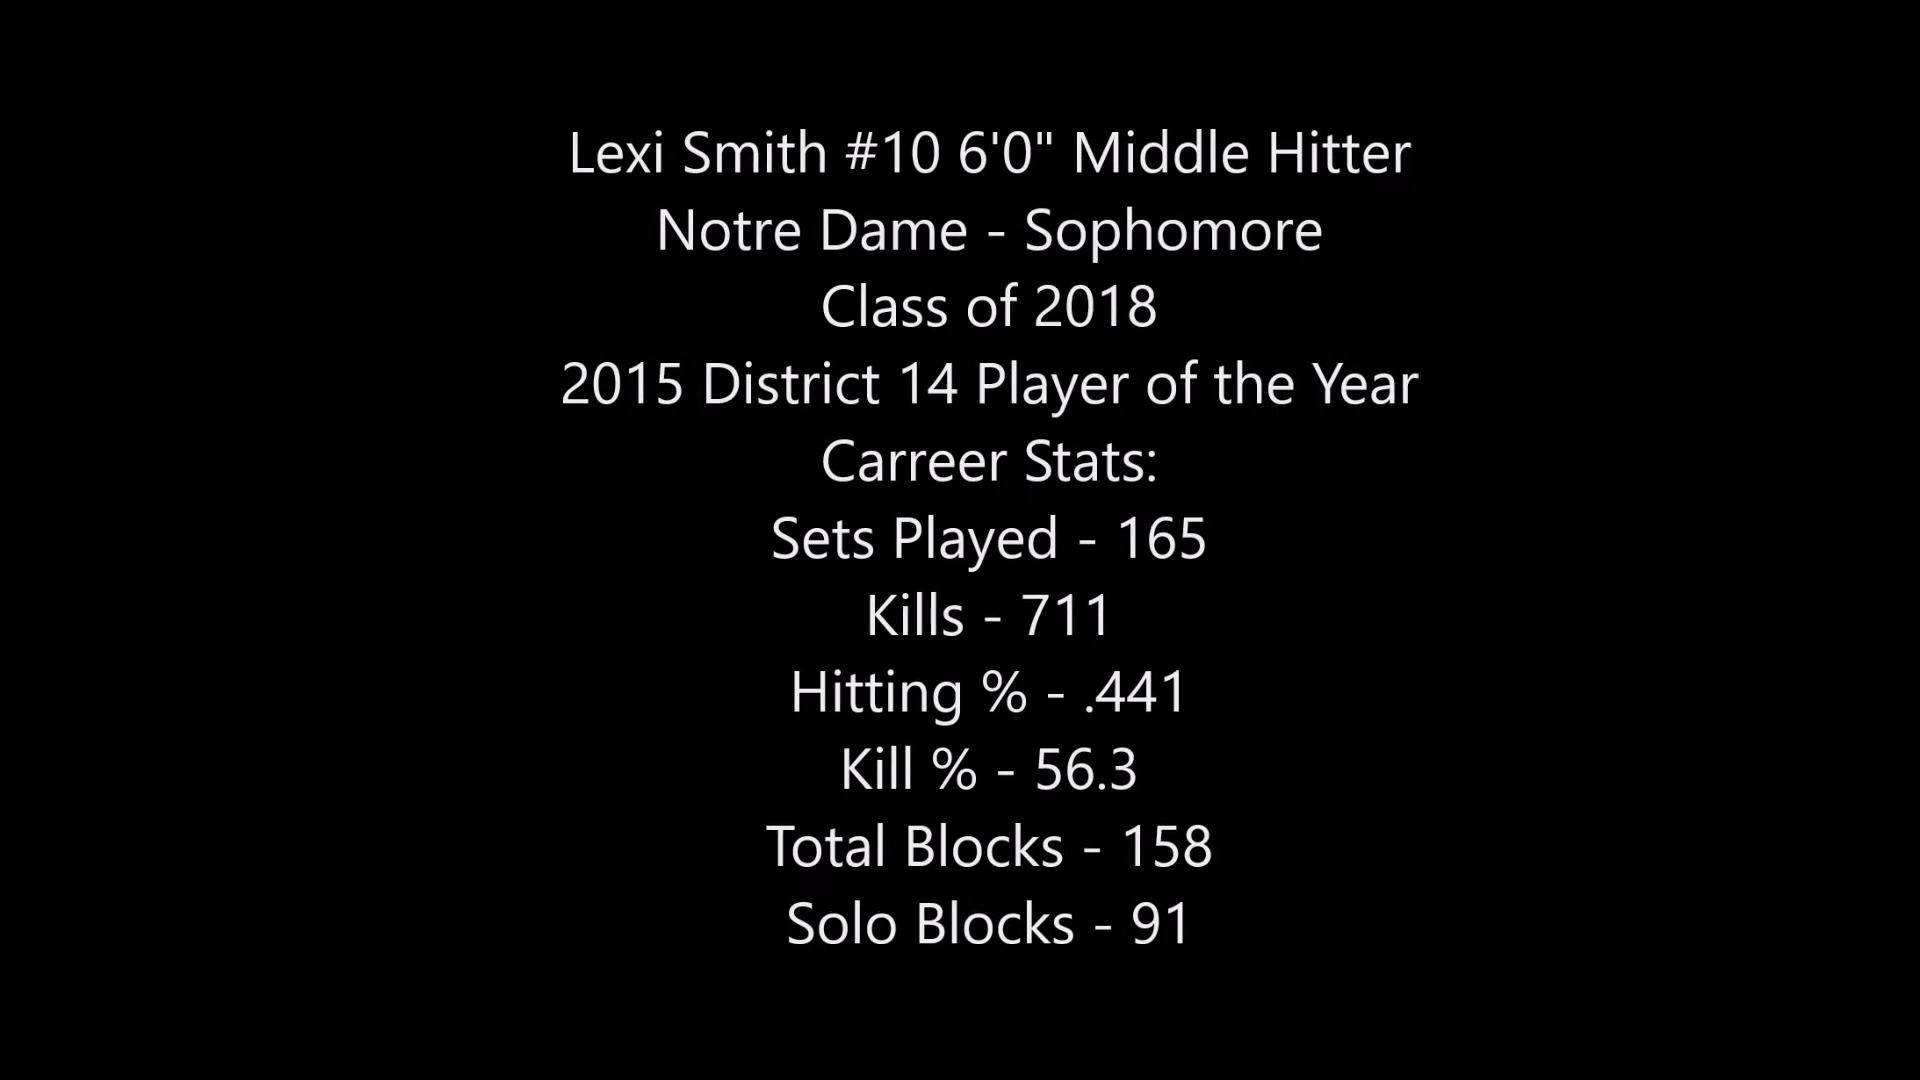 Lexi Smith #10 6'0" Middle Hitter
Notre Dame - Sophomore
Class of 2018
2015 District 14 Player of the Year
Carreer Stats:
Sets Played - 165
Kills - 711
Hitting % - .441
Kill % - 56.3
Total Blocks - 158
Solo Blocks - 91